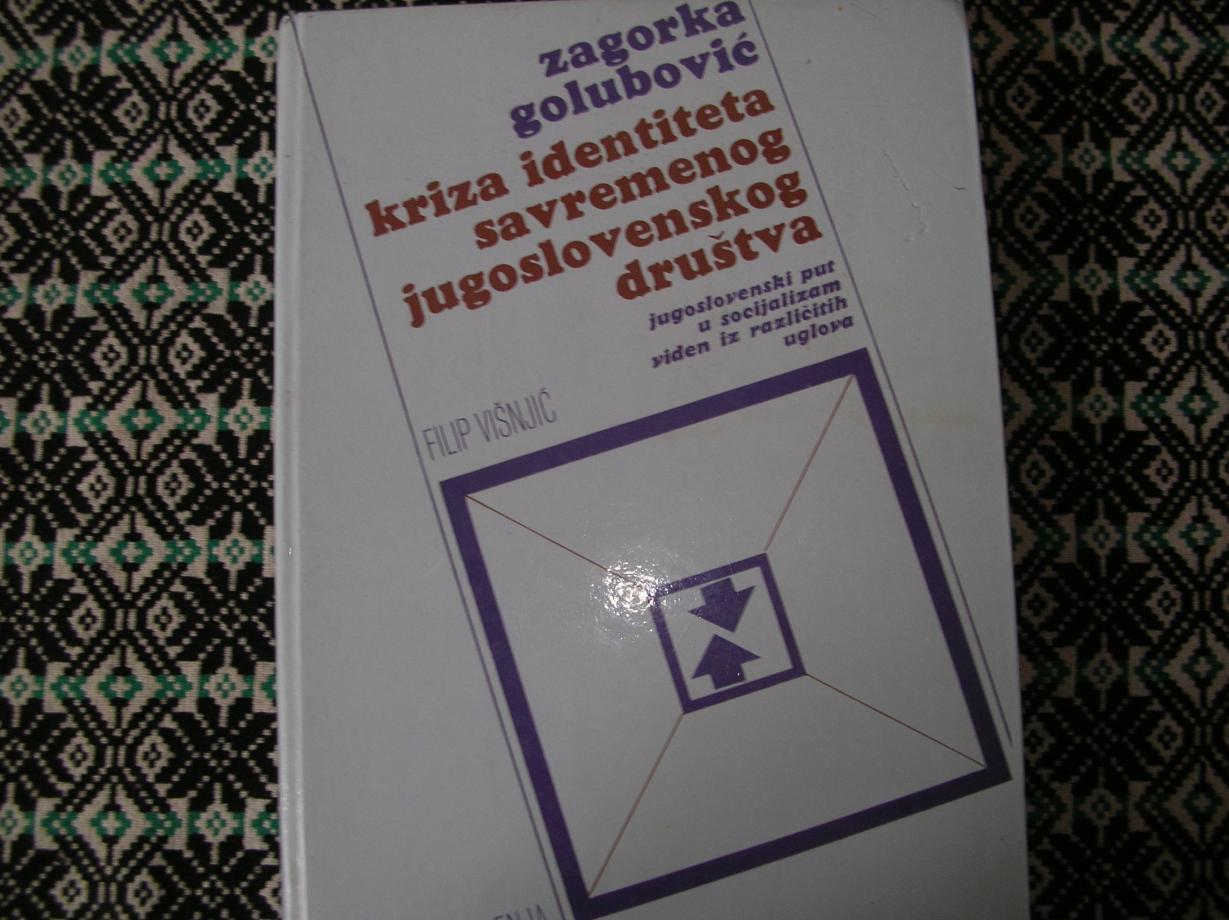 zagorka
golubović
kriza identiteta
savremenog
jugoslovenskog
društva
jugoslovenski put
u socijalizam
viđen iz različitih
uglova
FILIP VIŠNJIĆ